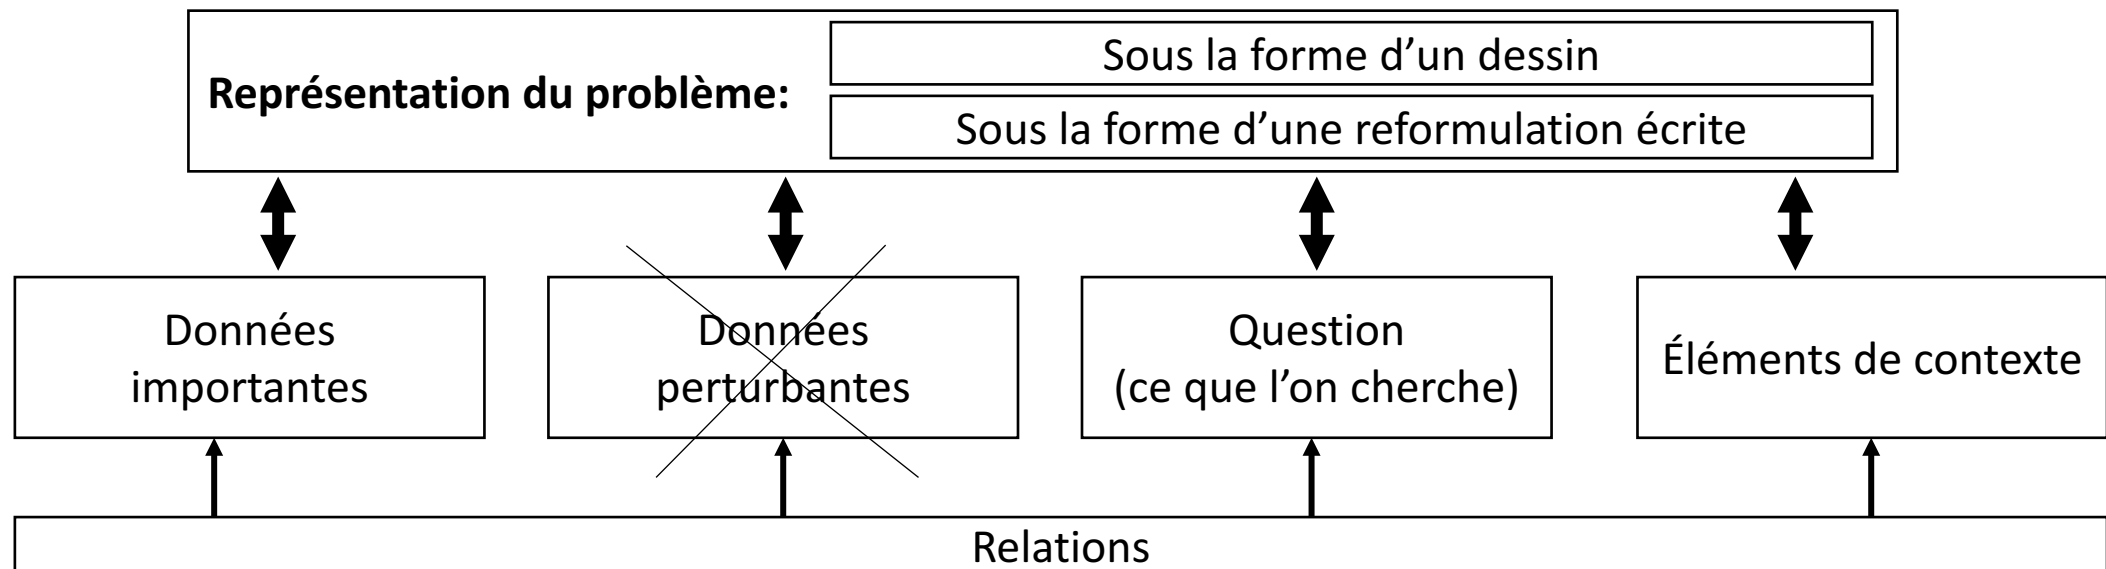 Représentation du problème:
Sous la forme d’un dessin
Sous la forme d’une reformulation écrite
Données
importantes
Données
perturbantes
Question
(ce que l’on cherche)
Éléments de contexte
Relations